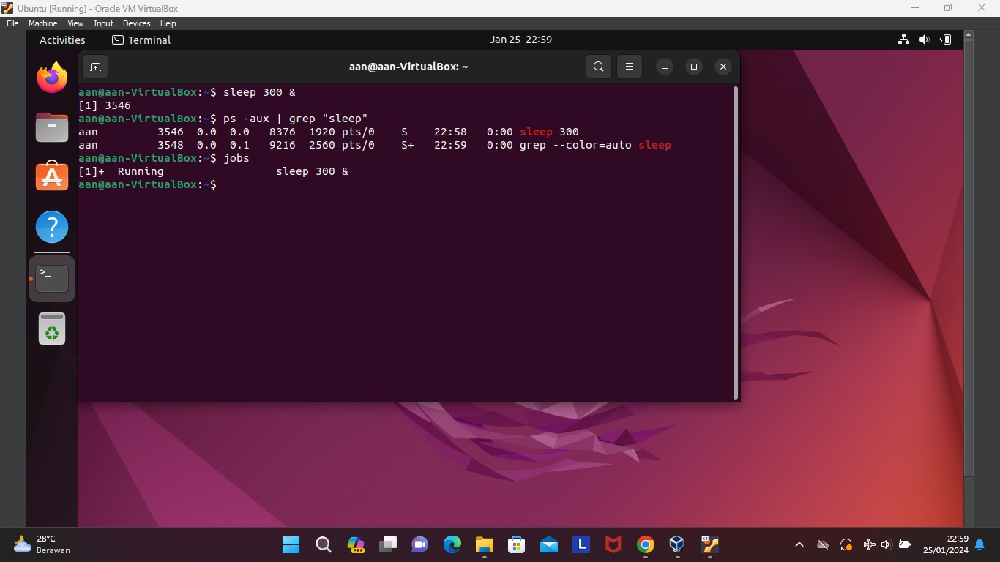 Ubuntu [Running] - Oracle VM VirtualBox
File Machine View Input Devices Help
Activities Terminal Jan 25 22:59
aan@aan-VirtualBox: ~
aan@aan-VirtualBox:~$ sleep 300 &
[1] 3546
aan@aan-VirtualBox:~$ ps -aux | grep "sleep"
aan 3546 0.0 0.0 8376 1920 pts/0 S 22:58 0:00 sleep 300
aan 3548 0.0 0.1 9216 2560 pts/0 S+ 22:59 0:00 grep --color=auto sleep
aan@aan-VirtualBox:~$ jobs
[1]+ Running sleep 300 &
aan@aan-VirtualBox:~$
28°C
Berawan
PRE
L
22:59
25/01/2024